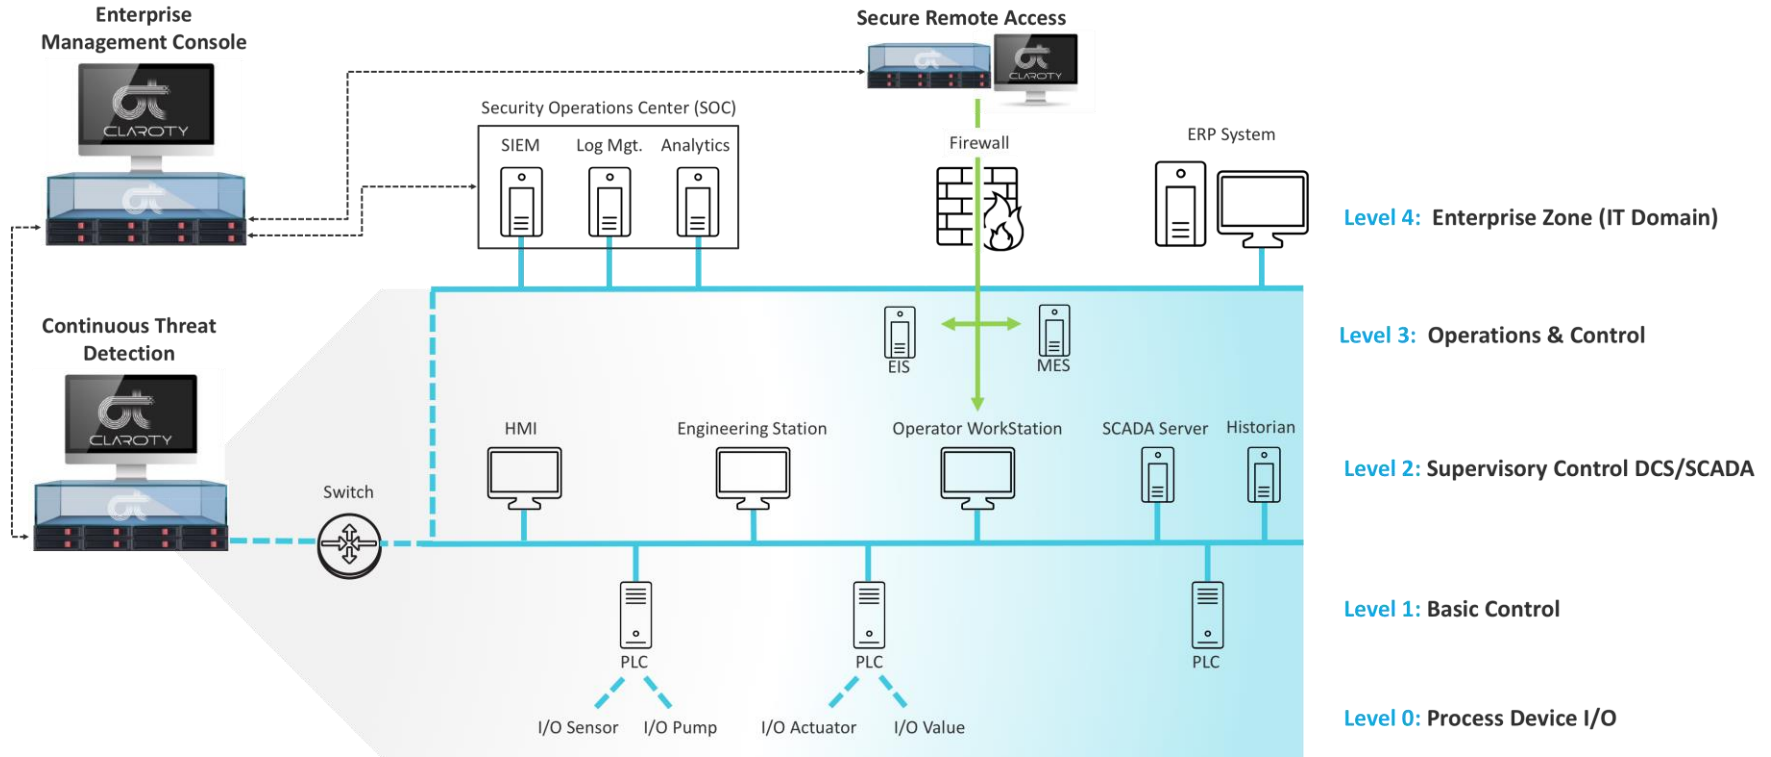 Enterprise
Management Console
CLAROTY
Secure Remote Access
CLAROTY
Security Operations Center (SOC)
SIEM
Log Mgt.
Analytics
Firewall
ERP System
Level 4: Enterprise Zone (IT Domain)
Continuous Threat
Detection
CLAROTY
EIS
MES
Level 3: Operations & Control
HMI
Engineering Station
Operator WorkStation
SCADA Server
Historian
Level 2: Supervisory Control DCS/SCADA
Switch
PLC
PLC
PLC
Level 1: Basic Control
I/O Sensor
I/O Pump
I/O Actuator
I/O Value
Level 0: Process Device I/O